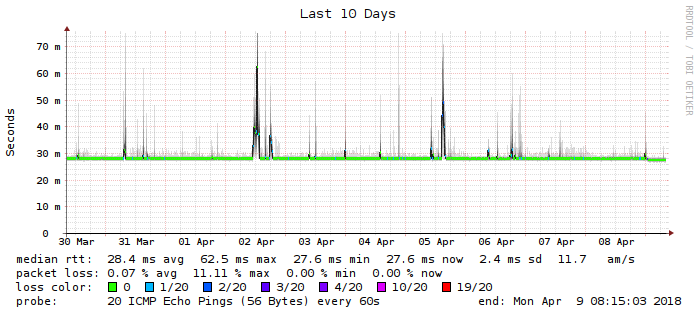 Last 10 Days
RRDTOOL / TOBI OETIKER
Seconds
70 m
60 m
50 m
40 m
30 m
20 m
10 m
0
30 Mar 31 Mar 01 Apr 02 Apr 03 Apr 04 Apr 05 Apr 06 Apr 07 Apr 08 Apr
median rtt: 28.4 ms avg 62.5 ms max 27.6 ms min 27.6 ms now 2.4 ms sd 11.7 am/s
packet loss: 0.07 % avg 11.11 % max 0.00 % min 0.00 % now
loss color: 0 1/20 2/20 3/20 4/20 10/20 19/20
probe: 20 ICMP Echo Pings (56 Bytes) every 60s end: Mon Apr 9 08:15:03 2018